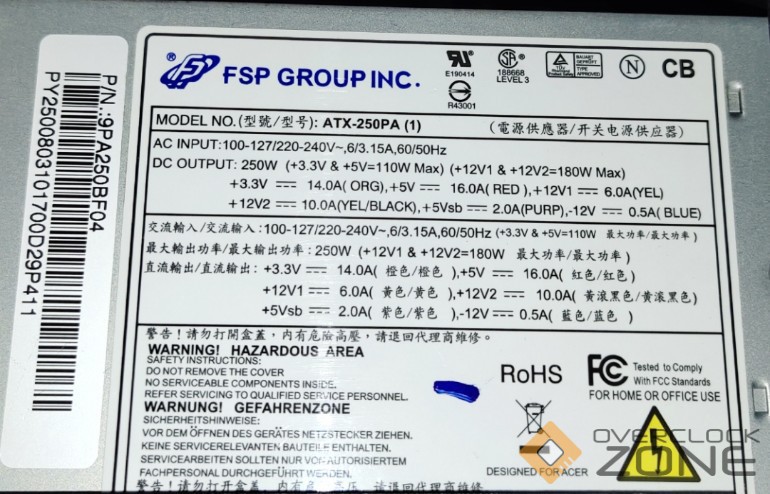 P/N :9PA250BF04
PY2500803101700D29P411
® FSP GROUP INC.
E190414
R43001
SA
188668
LEVEL 3
BAUART
GEPRÜFT
TYPE
APPROVED
N
CB
MODEL NO.(型號/型号): ATX-250PA (1) (電源供應器/开关电源供应器)
AC INPUT:100-127/220-240V~,6/3.15A,60/50Hz
DC OUTPUT: 250W (+3.3V & +5V=110W Max) (+12V1 & +12V2=180W Max)
+3.3V 14.0A( ORG),+5V 16.0A( RED ),+12V1 6.0A(YEL)
+12V2 10.0A(YEL/BLACK),+5Vsb 2.0A(PURP),-12V 0.5A( BLUE)
交流輸入/交流输入:100-127/220-240V~,6/3.15A,60/50Hz (+3.3V & +5V=110W 最大功率/最大功率)
最大輸出功率/最大输出功率: 250W (+12V1 & +12V2=180W 最大功率/最大功率)
直流輸出/直流输出: +3.3V 14.0A( 橙色/橙色 ),+5V 16.0A( 紅色/红色)
+12V1 6.0A( 黃色/黄色 ),+12V2 10.0A( 黃滾黑色/黄滚黑色)
+5Vsb 2.0A( 紫色/紫色 ),-12V 0.5A( 藍色/蓝色 )
警告!請勿打開盒蓋，内有危險高壓，請退回代理商維修。
WARNING! HAZARDOUS AREA
SAFETY INSTRUCTIONS:
DO NOT REMOVE THE COVER
NO SERVICEABLE COMPONENTS INSIDE.
REFER SERVICING TO QUALIFIED SERVICE PERSONNEL.
WARNUNG! GEFAHRENZONE
SICHERHEITSHINWEISE:
VOR DEM ÖFFNEN DES GERÄTES NETZSTECKER ZIEHEN.
KEINE SERVICERELEVANTEN BAUTEILE ENTHALTEN.
SERVICEARBEITEN SOLLTEN NUR VON AUTORISIERTEM
FACHPERSONAL DURCHGEFÜHRT WERDEN.
RoHS
DESIGNED FOR ACER
FC Tested to Comply
With FCC Standards
FOR HOME OR OFFICE USE
OVERCLOCK
ZONE